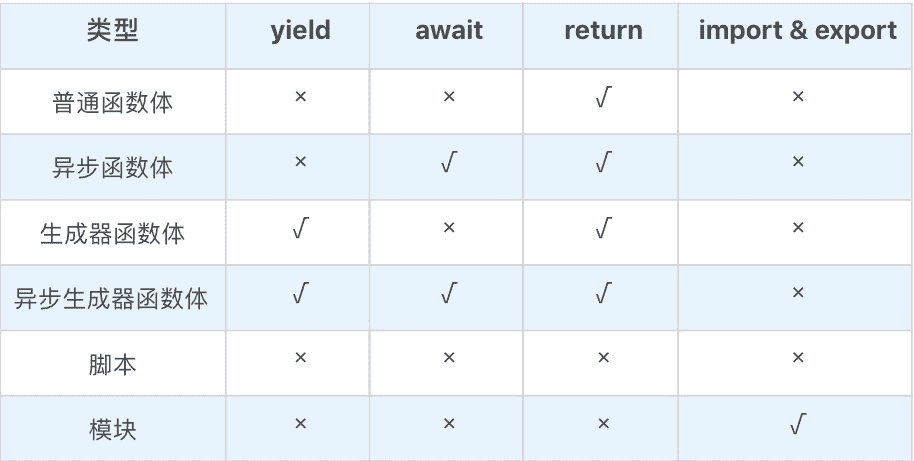 类型 yield await return import & export
普通函数体 × × √ ×
异步函数体 × √ √ ×
生成器函数体 √ × √ ×
异步生成器函数体 √ √ √ ×
脚本 × × × ×
模块 × × × √